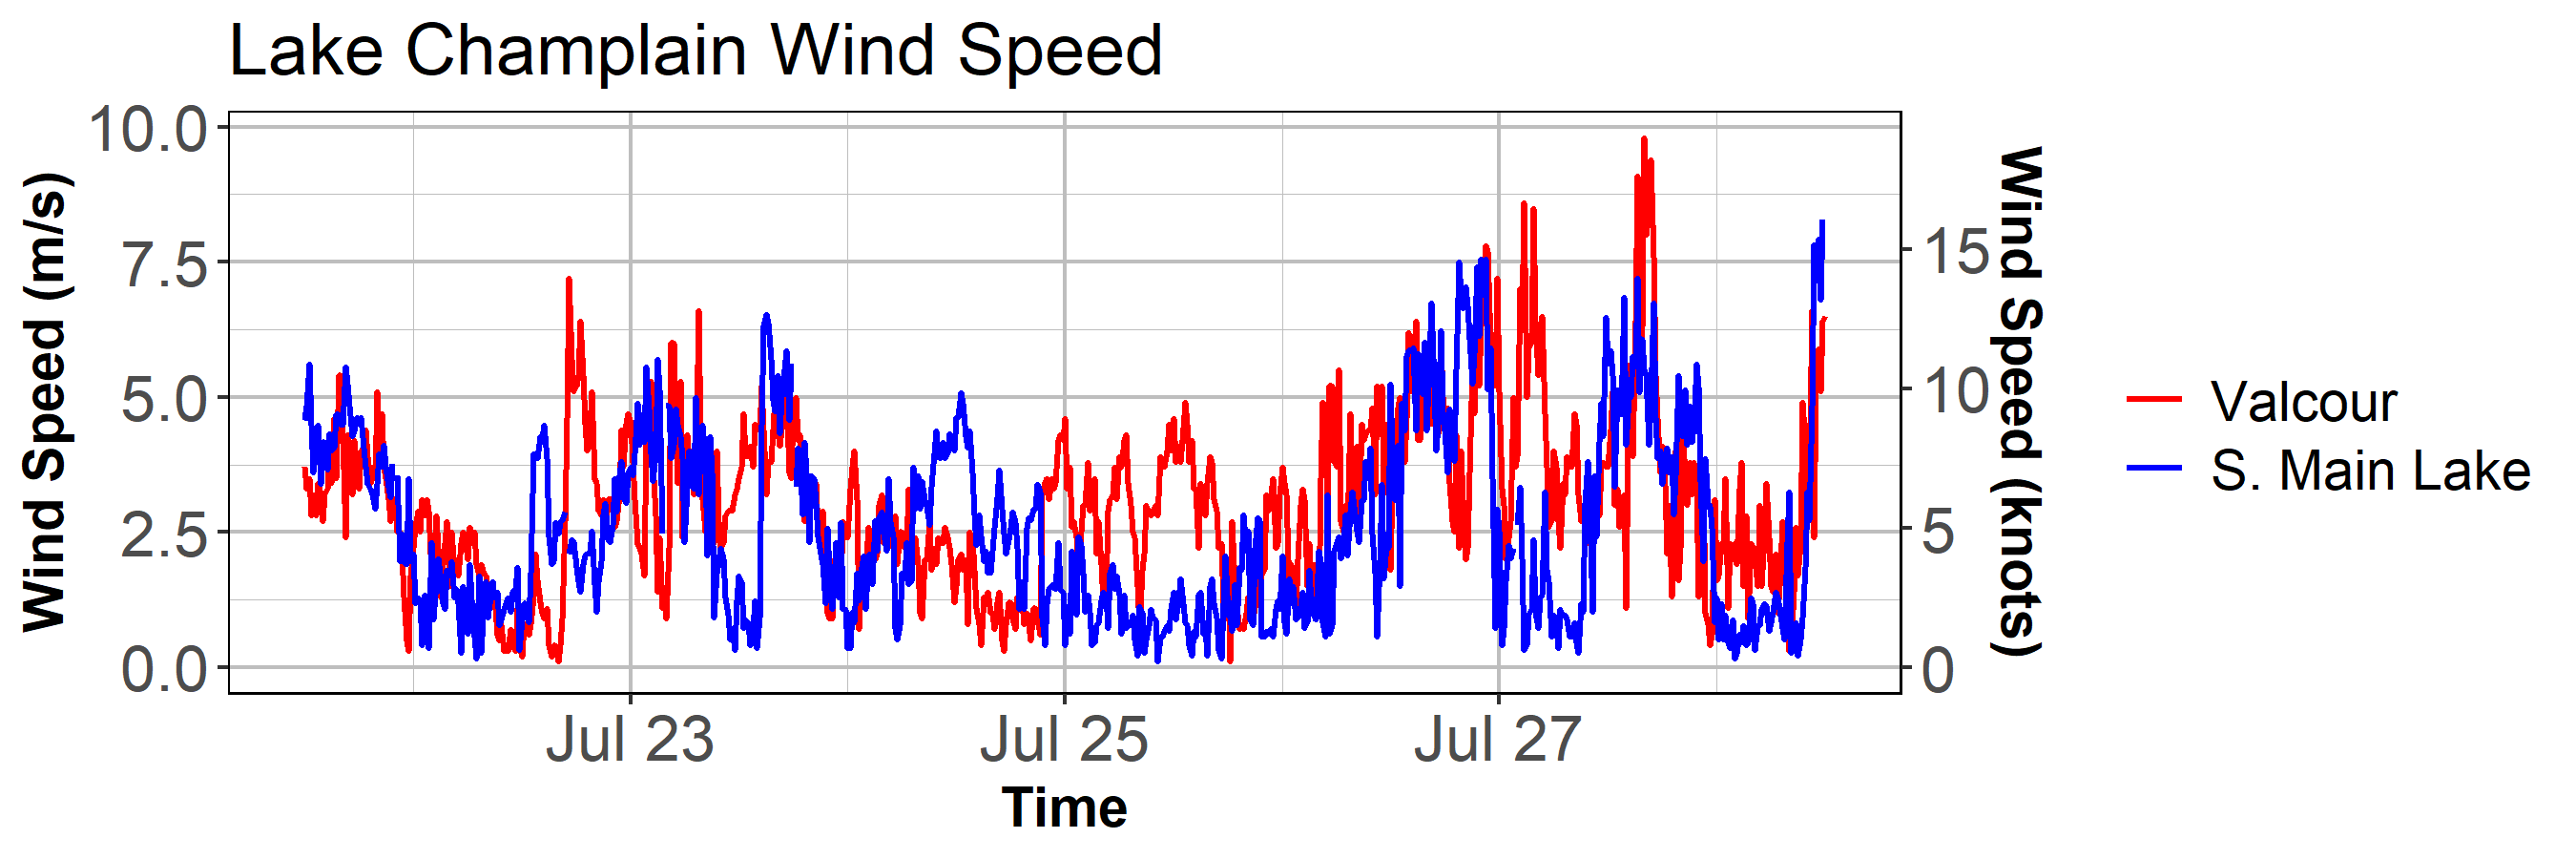 Lake Champlain Wind Speed
Wind Speed (m/s)
10.0
7.5
5.0
2.5
0.0
15
10
5
0
Wind Speed (knots)
Jul 23
Jul 25
Jul 27
Time
Valcour
S. Main Lake